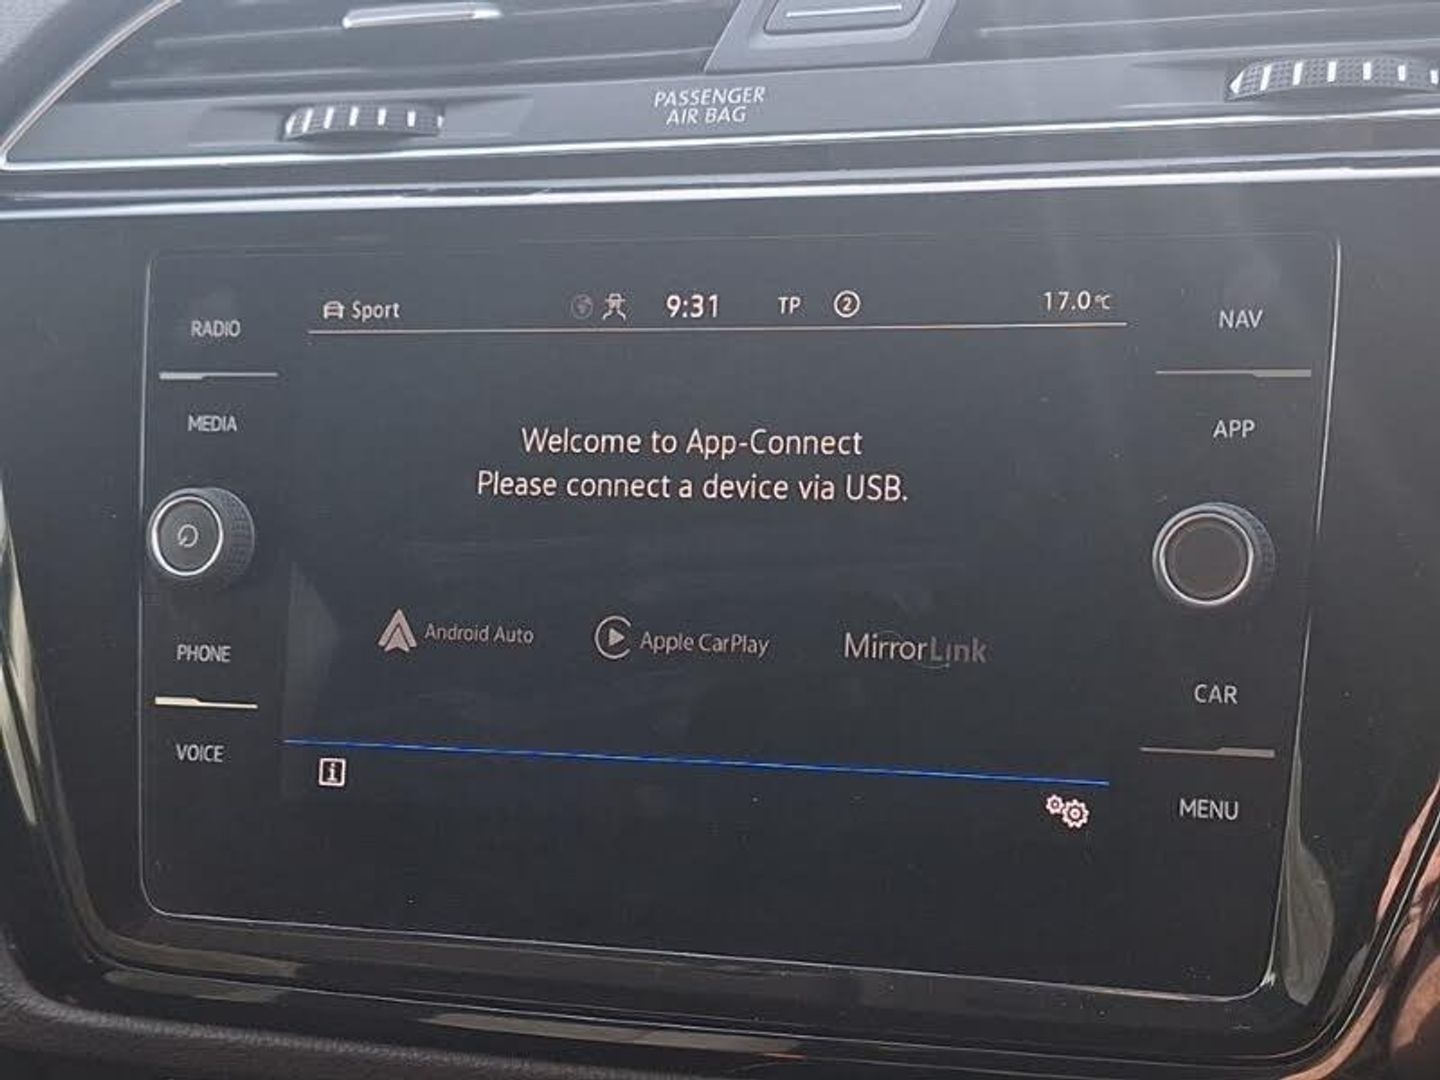 PASSENGER
AIR BAG
RADIO
MEDIA
PHONE
VOICE
Sport
9:31
TP
2
17.0°C
Welcome to App-Connect
Please connect a device via USB.
Android Auto
Apple CarPlay
MirrorLink
i
NAV
APP
CAR
MENU